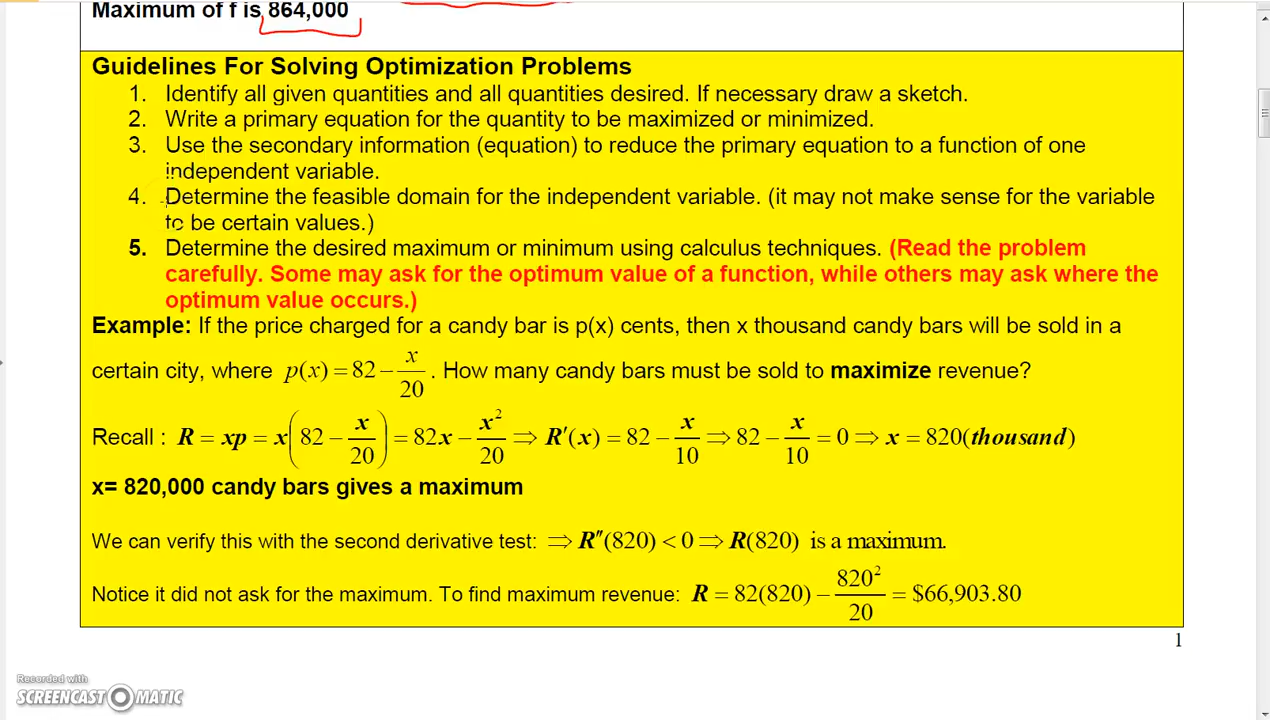 Maximum of f is 864,000
Guidelines For Solving Optimization Problems
1. Identify all given quantities and all quantities desired. If necessary draw a sketch.
2. Write a primary equation for the quantity to be maximized or minimized.
3. Use the secondary information (equation) to reduce the primary equation to a function of one
independent variable.
4. Determine the feasible domain for the independent variable. (it may not make sense for the variable
to be certain values.)
5. Determine the desired maximum or minimum using calculus techniques. (Read the problem
carefully. Some may ask for the optimum value of a function, while others may ask where the
optimum value occurs.)
Example: If the price charged for a candy bar is p(x) cents, then x thousand candy bars will be sold in a
certain city, where p(x) = 82 − x/20 . How many candy bars must be sold to maximize revenue?
Recall : R = xp = x(82 − x/20) = 82x − x²/20 ⇒ R′(x) = 82 − x/10 ⇒ 82 − x/10 = 0 ⇒ x = 820(thousand)
x= 820,000 candy bars gives a maximum
We can verify this with the second derivative test: ⇒ R″(820) < 0 ⇒ R(820) is a maximum.
Notice it did not ask for the maximum. To find maximum revenue: R = 82(820) − 820²/20 = $66,903.80
1
Recorded with
SCREENCAST-O-MATIC